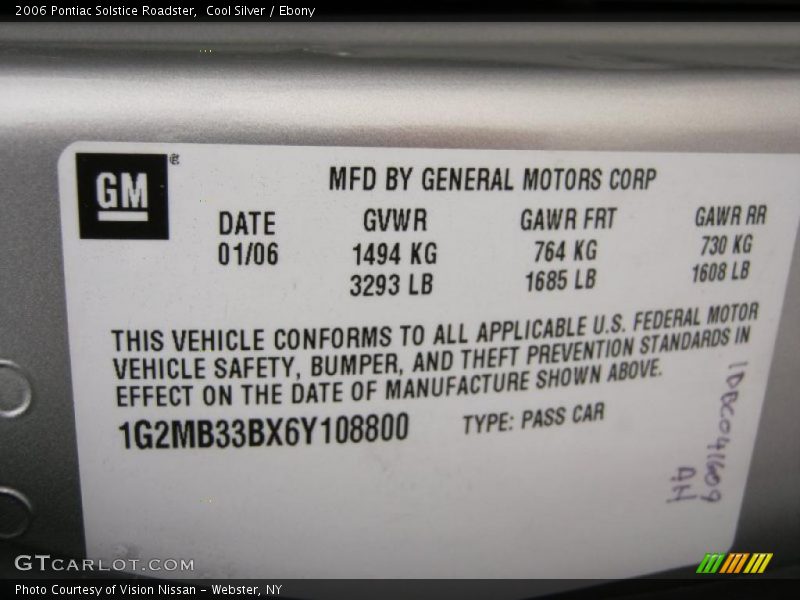 2006 Pontiac Solstice Roadster,  Cool Silver / Ebony
GM ®
MFD BY GENERAL MOTORS CORP
DATE GVWR GAWR FRT GAWR RR
01/06 1494 KG 764 KG 730 KG
3293 LB 1685 LB 1608 LB
THIS VEHICLE CONFORMS TO ALL APPLICABLE U.S. FEDERAL MOTOR
VEHICLE SAFETY, BUMPER, AND THEFT PREVENTION STANDARDS IN
EFFECT ON THE DATE OF MANUFACTURE SHOWN ABOVE.
1G2MB33BX6Y108800 TYPE: PASS CAR
GTCARLOT.COM
Photo Courtesy of Vision Nissan - Webster, NY